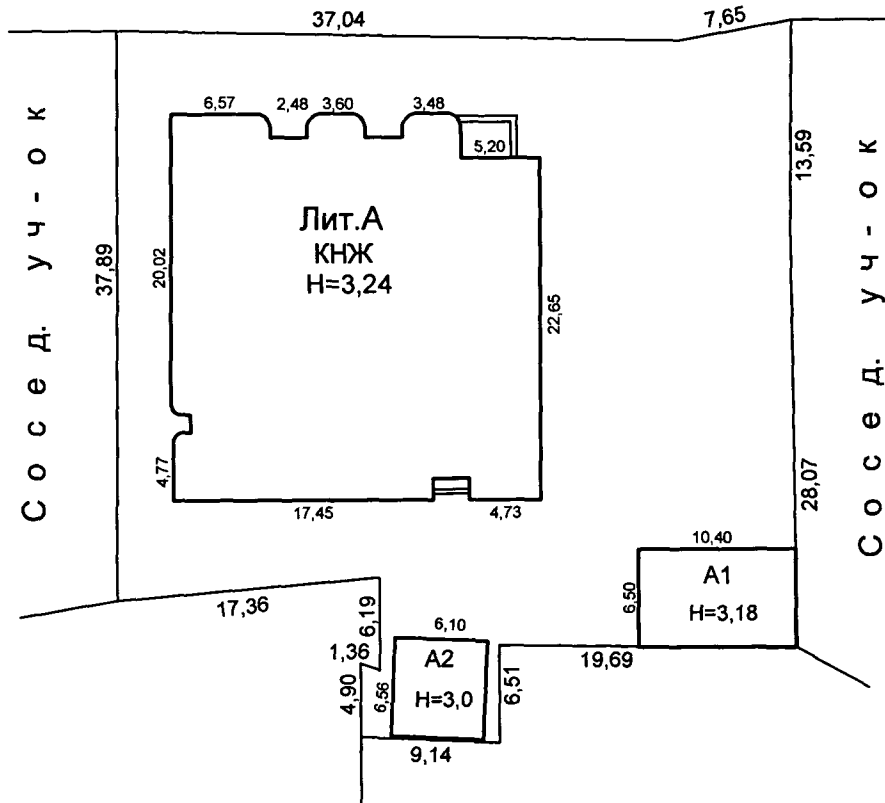 37,04
7,65
6,57
2,48
3,60
3,48
5,20
13,59
Сосед. уч-ок
37,89
20,02
Лит.А
КНЖ
Н=3,24
22,65
Сосед. уч-ок
4,77
17,45
4,73
28,07
10,40
А1
6,50
Н=3,18
17,36
6,19
6,10
1,36
А2
19,69
4,90
6,56
Н=3,0
6,51
9,14